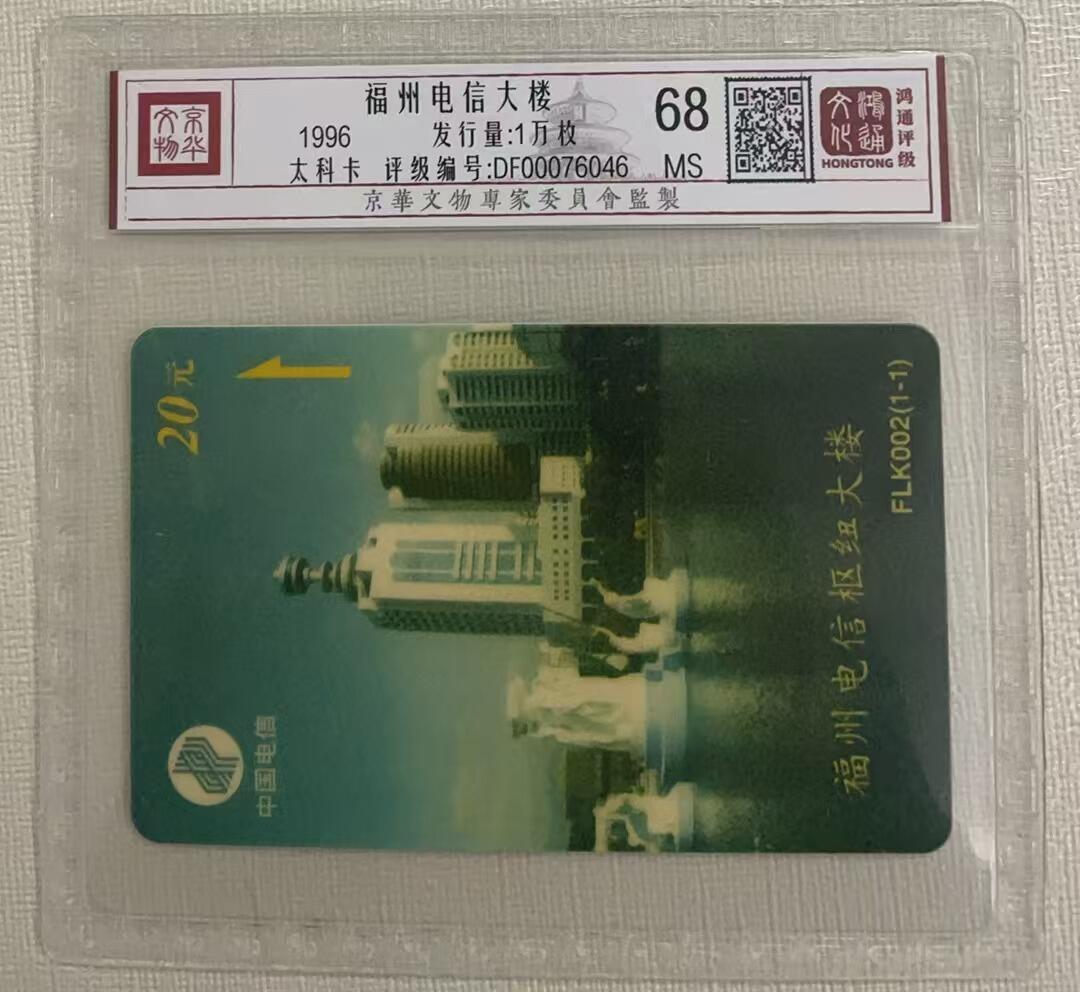 京华文物
福州电信大楼
1996 发行量:1万枚
太科卡 评级编号:DF00076046
68
MS
京華文物專家委員會監製
鸿通文化
HONGTONG
鸿通评级
20元
中国电信
福州电信枢纽大楼
FLK002(1-1)